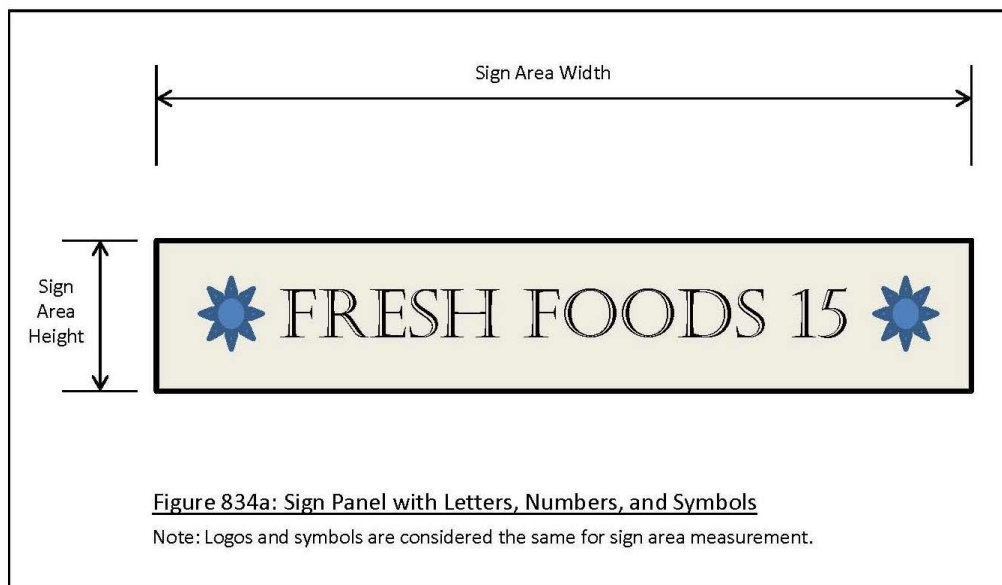 Sign Area Width
Sign
Area
Height
FRESH FOODS 15
Figure 834a: Sign Panel with Letters, Numbers, and Symbols
Note: Logos and symbols are considered the same for sign area measurement.